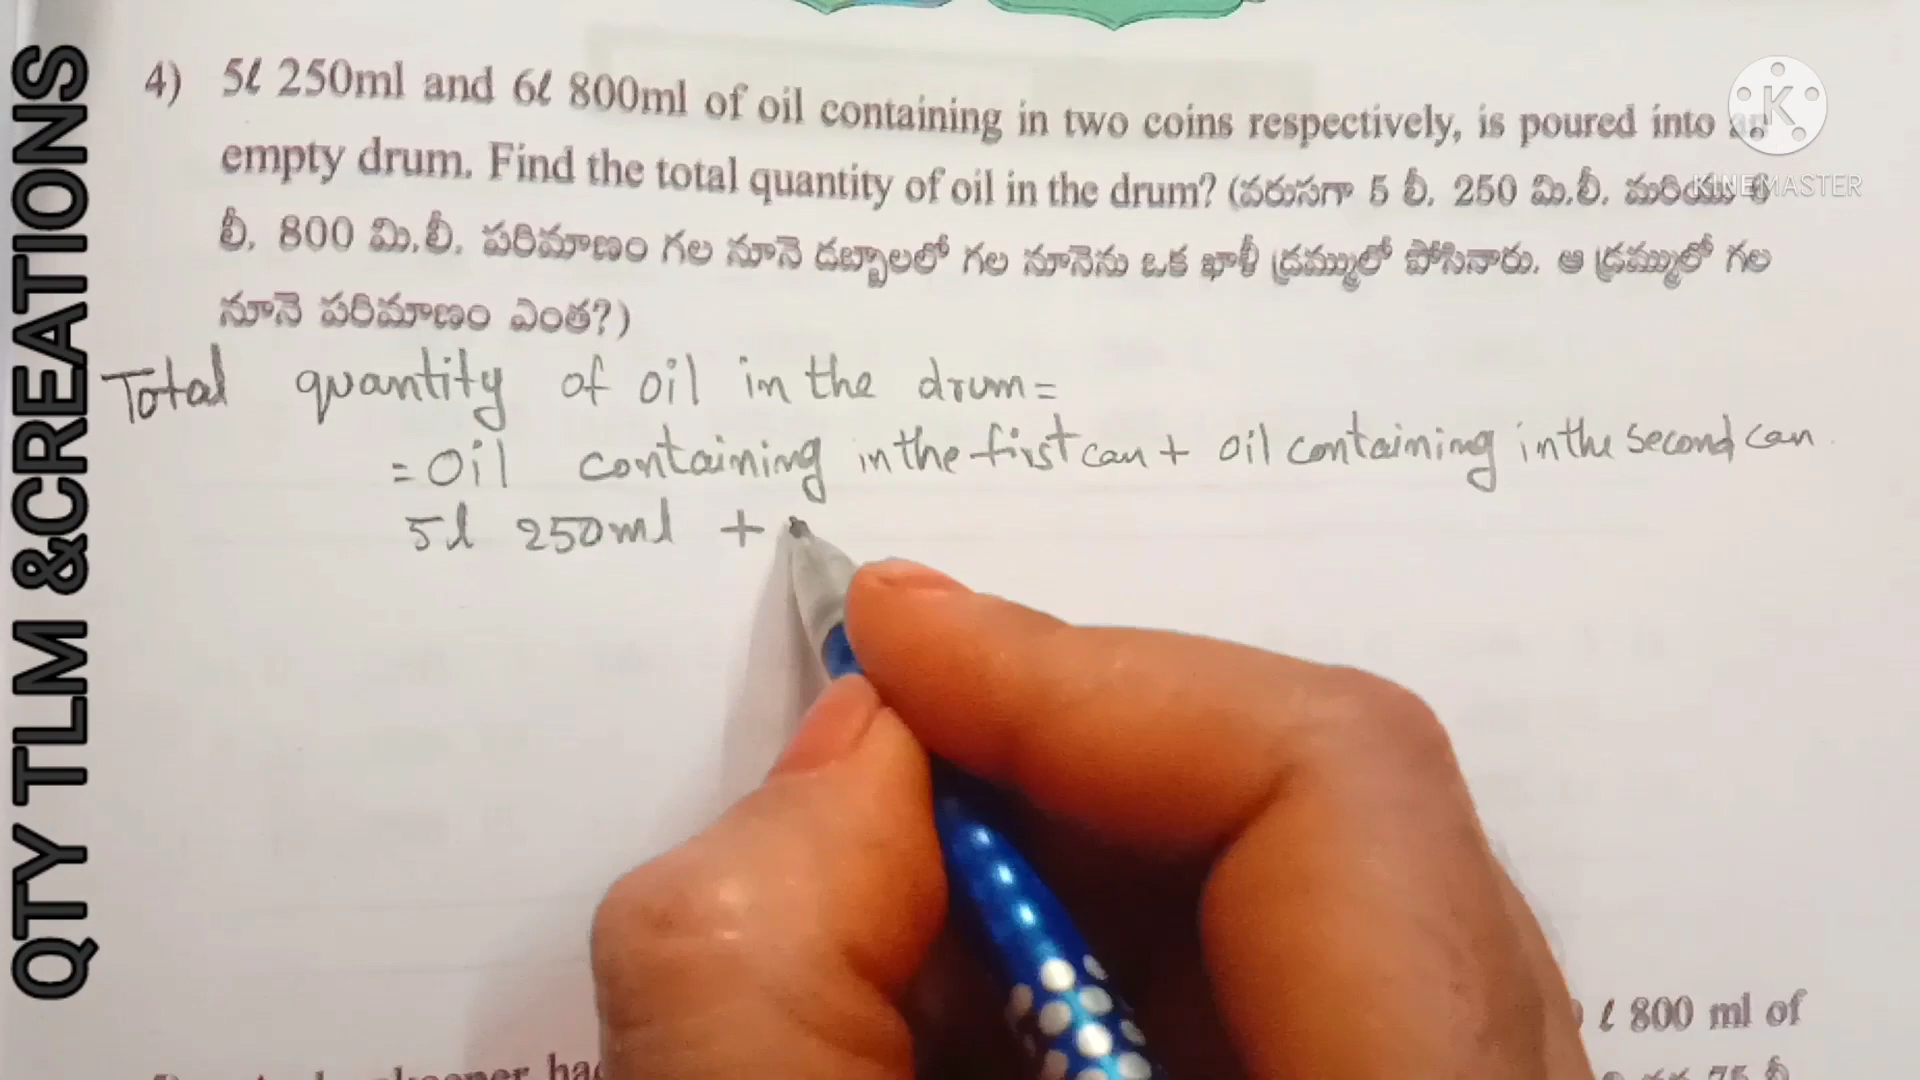 QTY TLM &CREATIONS
4) 5ℓ 250ml and 6ℓ 800ml of oil containing in two coins respectively, is poured into an
empty drum. Find the total quantity of oil in the drum? (వరుసగా 5 లీ. 250 మి.లీ. మరియు 6
లీ. 800 మి.లీ. పరిమాణం గల నూనె డబ్బాలలో గల నూనెను ఒక ఖాళీ డ్రమ్ములో పోసినారు. ఆ డ్రమ్ములో గల
నూనె పరిమాణం ఎంత?)
K
KINEMASTER
Total quantity of oil in the drum=
= Oil containing in the first can + oil containing in the second can
5l 250ml +
ℓ 800 ml of
75 లీ